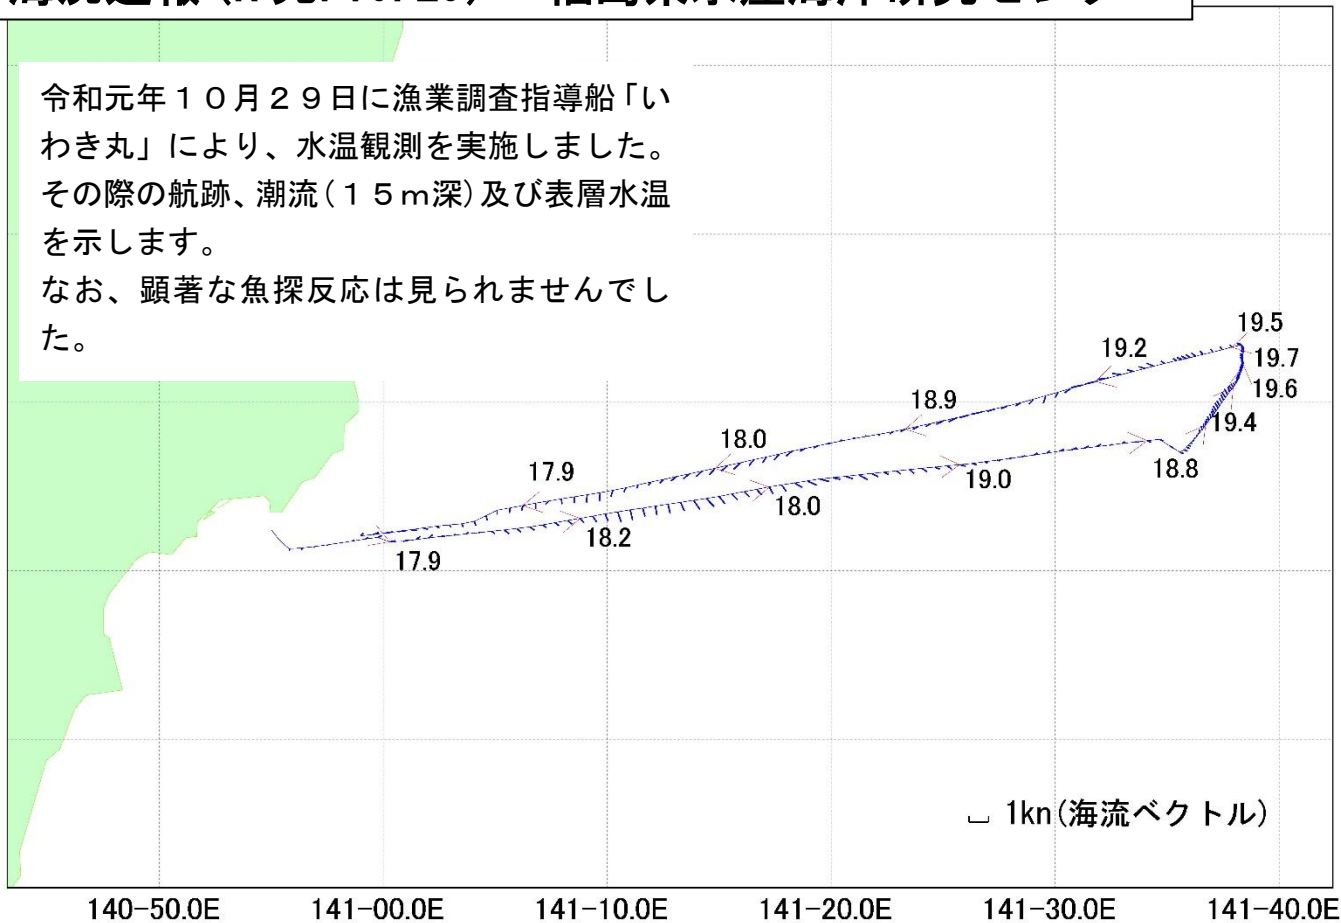 令和元年１０月２９日に漁業調査指導船「い
わき丸」により、水温観測を実施しました。
その際の航跡、潮流（１５ｍ深）及び表層水温
を示します。
なお、顕著な魚探反応は見られませんでし
た。
19.5
19.2
19.7
19.6
18.9
19.4
18.0
18.8
17.9
19.0
18.0
18.2
17.9
1kn(海流ベクトル)
140-50.0E 141-00.0E 141-10.0E 141-20.0E 141-30.0E 141-40.0E